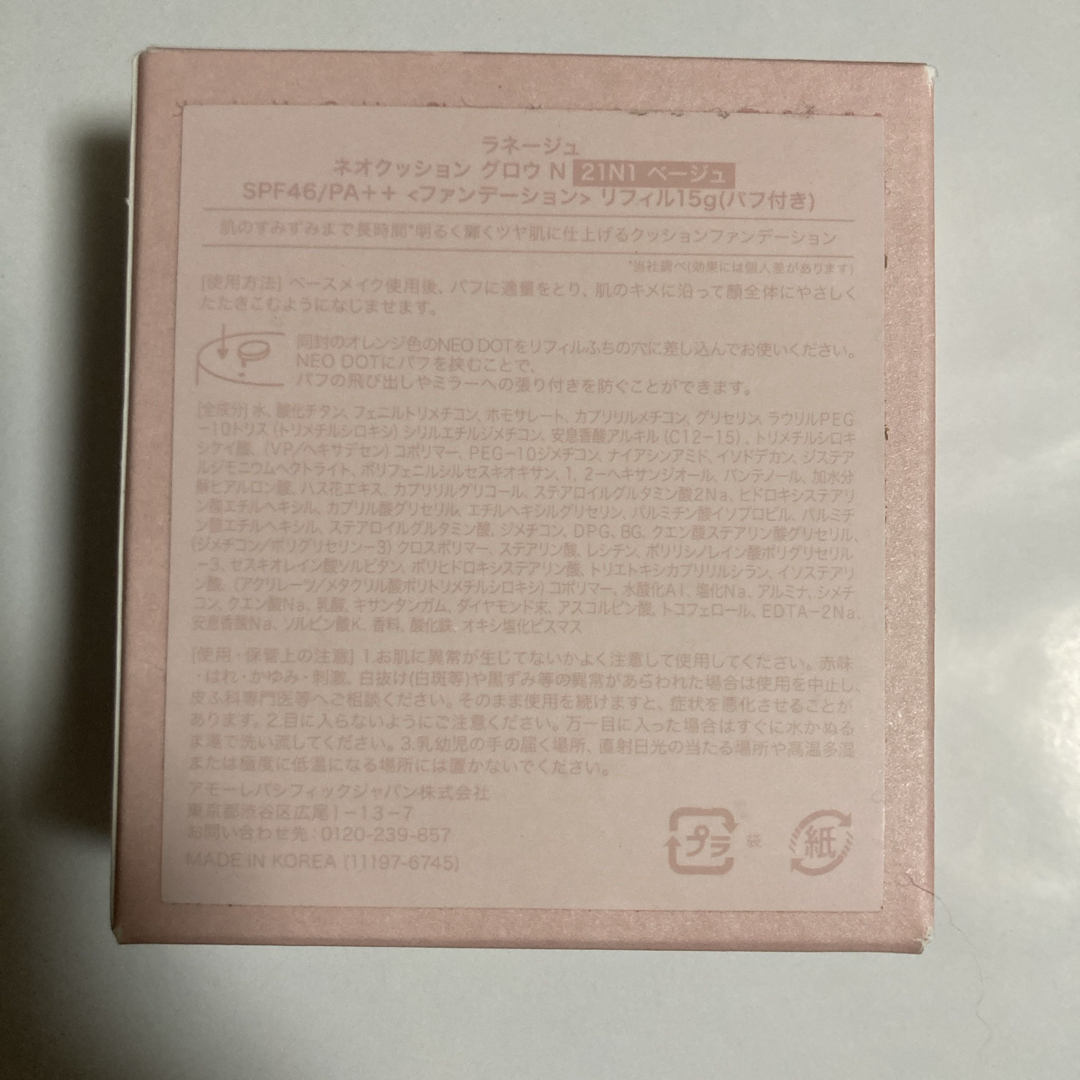 ラネージュ
ネオクッション グロウ N 21N1 ベージュ
SPF46/PA++ <ファンデーション> リフィル15g(パフ付き)
肌のすみずみまで長時間*明るく輝くツヤ肌に仕上げるクッションファンデーション
*当社調べ(効果には個人差があります)
[使用方法] ベースメイク使用後、パフに適量をとり、肌のキメに沿って顔全体にやさしく
たたきこむようになじませます。
同封のオレンジ色のNEO DOTをリフィルふちの穴に差し込んでお使いください。
NEO DOTにパフを挟むことで、
パフの飛び出しやミラーへの張り付きを防ぐことができます。
[全成分] 水、酸化チタン、フェニルトリメチコン、ホモサレート、カプリリルメチコン、グリセリン、ラウリルPEG
-10トリス(トリメチルシロキシ)シリルエチルジメチコン、安息香酸アルキル(C12-15)、トリメチルシロキ
シケイ酸、(VP/ヘキサデセン)コポリマー、PEG-10ジメチコン、ナイアシンアミド、イソドデカン、ジステア
ルジモニウムヘクトライト、ポリフェニルシルセスキオキサン、1,2-ヘキサンジオール、パンテノール、加水分
解ヒアルロン酸、ハス花エキス、カプリリルグリコール、ステアロイルグルタミン酸2Na、ヒドロキシステアリ
ン酸エチルヘキシル、カプリル酸グリセリル、エチルヘキシルグリセリン、パルミチン酸イソプロピル、パルミチ
ン酸エチルヘキシル、ステアロイルグルタミン酸、ジメチコン、DPG、BG、クエン酸ステアリン酸グリセリル、
(ジメチコン/ポリグリセリン-3)クロスポリマー、ステアリン酸、レシチン、ポリリシノレイン酸ポリグリセリル
-3、セスキオレイン酸ソルビタン、ポリヒドロキシステアリン酸、トリエトキシカプリリルシラン、イソステアリ
ン酸、(アクリレーツ/メタクリル酸ポリトリメチルシロキシ)コポリマー、水酸化Al、塩化Na、アルミナ、シメチ
コン、クエン酸Na、乳酸、キサンタンガム、ダイヤモンド末、アスコルビン酸、トコフェロール、EDTA-2Na、
安息香酸Na、ソルビン酸K、香料、酸化鉄、オキシ塩化ビスマス
[使用・保管上の注意] 1.お肌に異常が生じてないかよく注意して使用してください。赤味
・はれ・かゆみ・刺激、白抜け(白斑等)や黒ずみ等の異常があらわれた場合は使用を中止し、
皮ふ科専門医等へご相談ください。そのまま使用を続けますと、症状を悪化させることが
あります。2.目に入らないようにご注意ください。万一目に入った場合はすぐに水かぬる
ま湯で洗い流してください。3.乳幼児の手の届く場所、直射日光の当たる場所や高温多湿
または極度に低温になる場所には置かないでください。
アモーレパシフィックジャパン株式会社
東京都渋谷区広尾1-13-7
お問い合わせ先:0120-239-857
MADE IN KOREA (11197-6745)
プラ 袋 紙